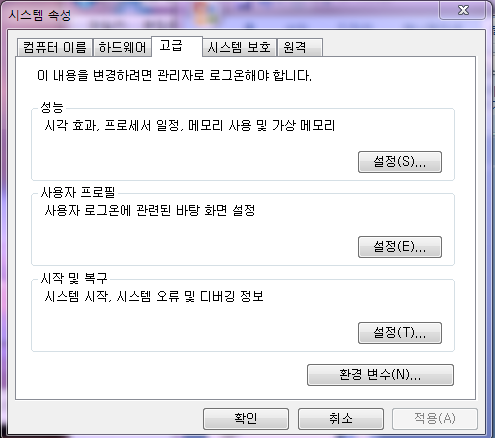 시스템 속성
컴퓨터 이름 하드웨어 고급 시스템 보호 원격
이 내용을 변경하려면 관리자로 로그온해야 합니다.
성능
시각 효과, 프로세서 일정, 메모리 사용 및 가상 메모리
설정(S)...
사용자 프로필
사용자 로그온에 관련된 바탕 화면 설정
설정(E)...
시작 및 복구
시스템 시작, 시스템 오류 및 디버깅 정보
설정(T)...
환경 변수(N)...
확인 취소 적용(A)